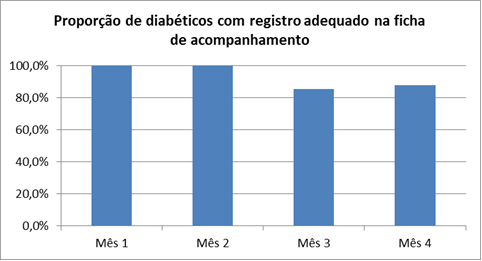 Proporção de diabéticos com registro adequado na ficha
de acompanhamento
100,0%
80,0%
60,0%
40,0%
20,0%
0,0%
Mês 1 Mês 2 Mês 3 Mês 4